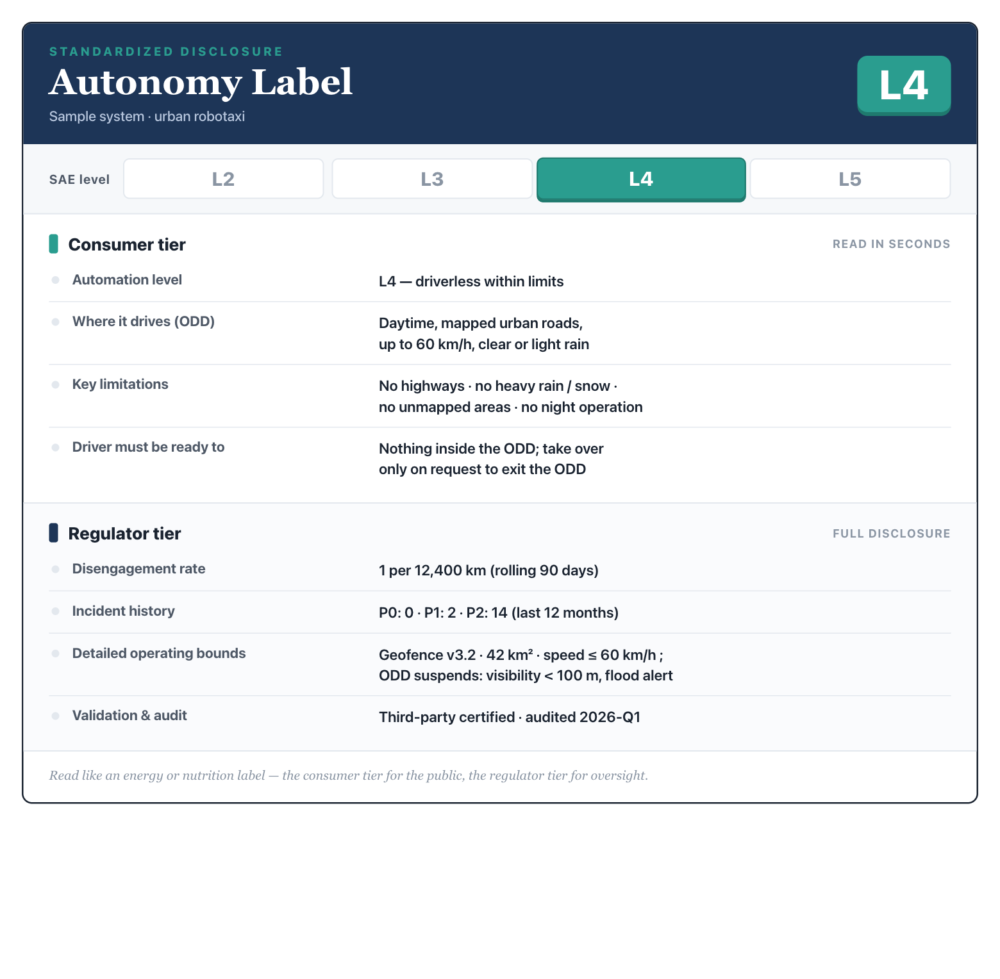 STANDARDIZED DISCLOSURE
Autonomy Label
Sample system · urban robotaxi
L4
SAE level
L2
L3
L4
L5
Consumer tier
READ IN SECONDS
Automation level
L4 — driverless within limits
Where it drives (ODD)
Daytime, mapped urban roads,
up to 60 km/h, clear or light rain
Key limitations
No highways · no heavy rain / snow ·
no unmapped areas · no night operation
Driver must be ready to
Nothing inside the ODD; take over
only on request to exit the ODD
Regulator tier
FULL DISCLOSURE
Disengagement rate
1 per 12,400 km (rolling 90 days)
Incident history
P0: 0 · P1: 2 · P2: 14 (last 12 months)
Detailed operating bounds
Geofence v3.2 · 42 km² · speed ≤ 60 km/h ;
ODD suspends: visibility < 100 m, flood alert
Validation & audit
Third-party certified · audited 2026-Q1
Read like an energy or nutrition label — the consumer tier for the public, the regulator tier for oversight.